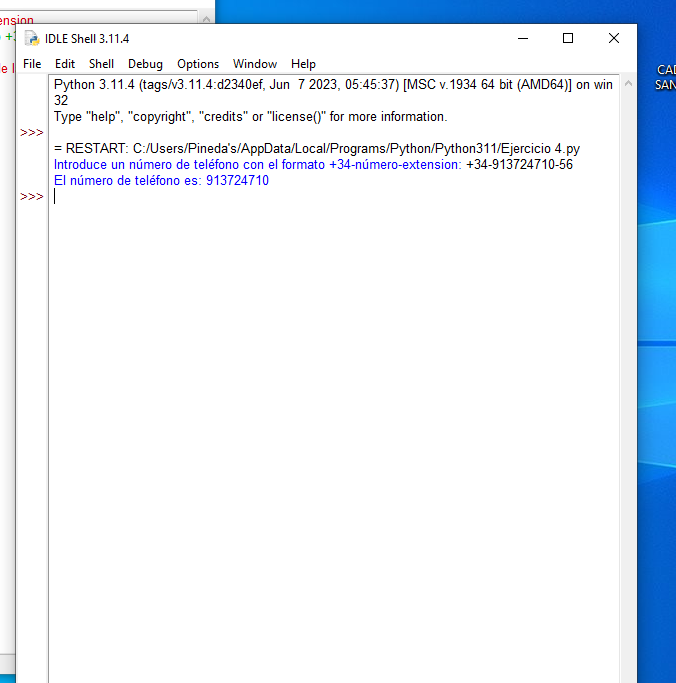 ension
+3
IDLE Shell 3.11.4
File Edit Shell Debug Options Window Help
Python 3.11.4 (tags/v3.11.4:d2340ef, Jun  7 2023, 05:45:37) [MSC v.1934 64 bit (AMD64)] on win
32
Type "help", "copyright", "credits" or "license()" for more information.
>>>
= RESTART: C:/Users/Pineda's/AppData/Local/Programs/Python/Python311/Ejercicio 4.py
Introduce un número de teléfono con el formato +34-número-extension: +34-913724710-56
El número de teléfono es: 913724710
>>>
CAD
SAN